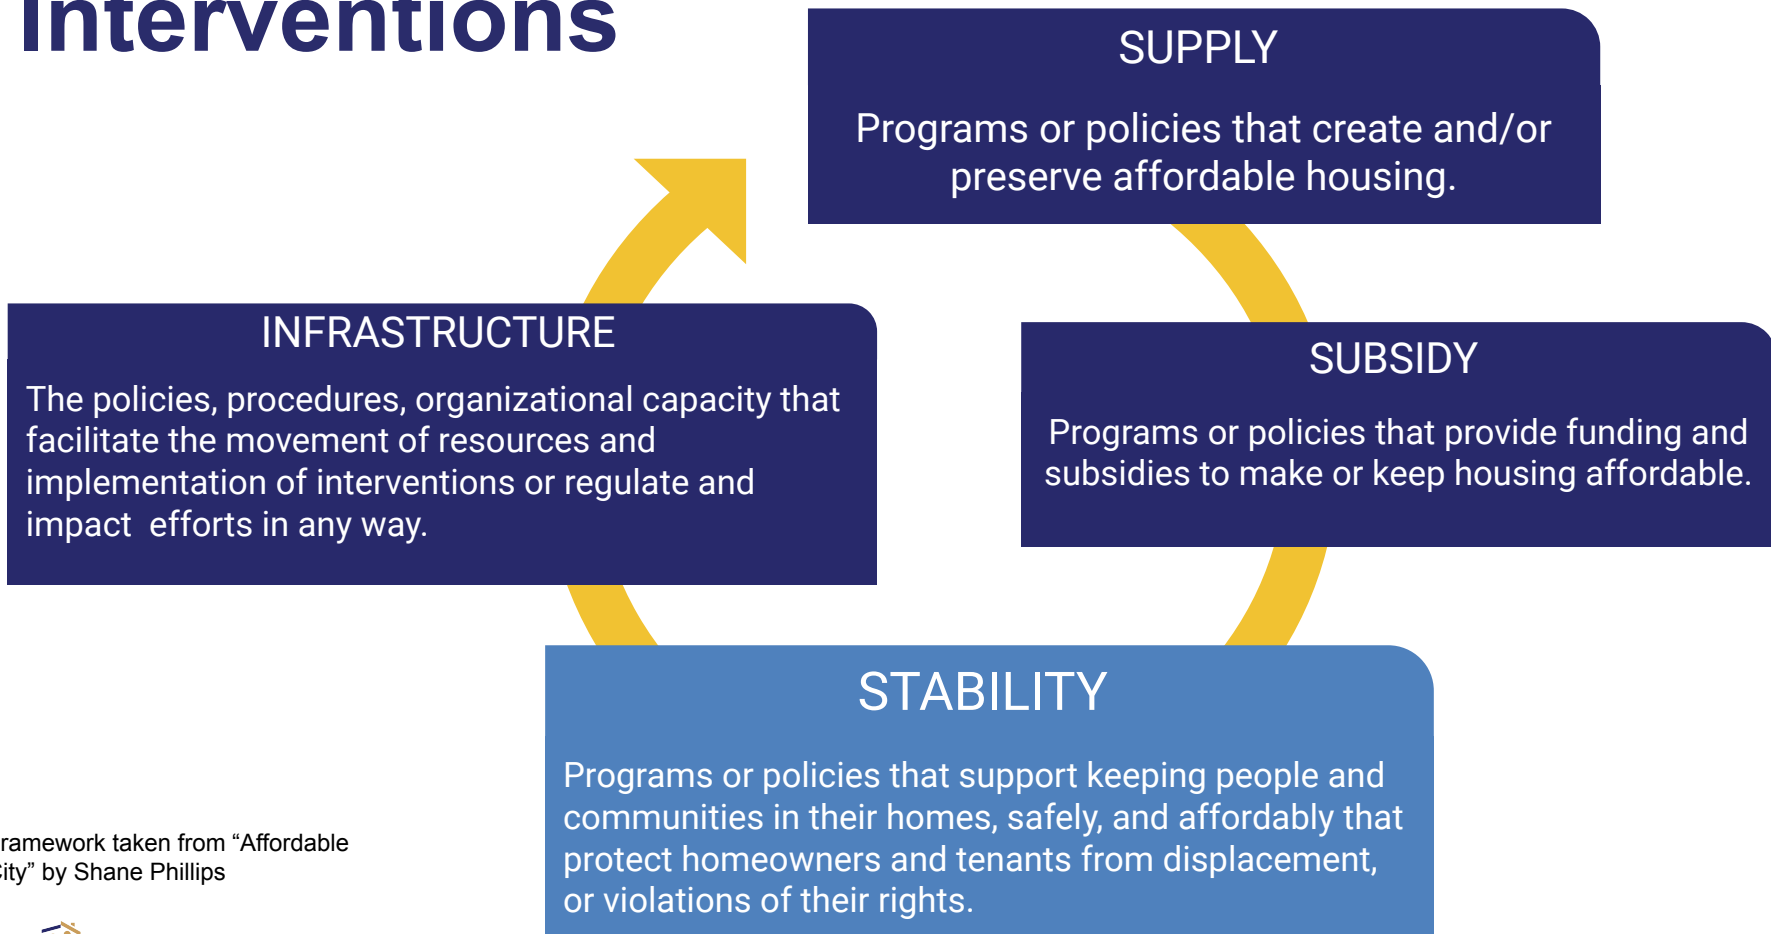 Interventions
SUPPLY
Programs or policies that create and/or
preserve affordable housing.
INFRASTRUCTURE
The policies, procedures, organizational capacity that
facilitate the movement of resources and
implementation of interventions or regulate and
impact  efforts in any way.
SUBSIDY
Programs or policies that provide funding and
subsidies to make or keep housing affordable.
STABILITY
Programs or policies that support keeping people and
communities in their homes, safely, and affordably that
protect homeowners and tenants from displacement,
or violations of their rights.
ramework taken from “Affordable
City” by Shane Phillips